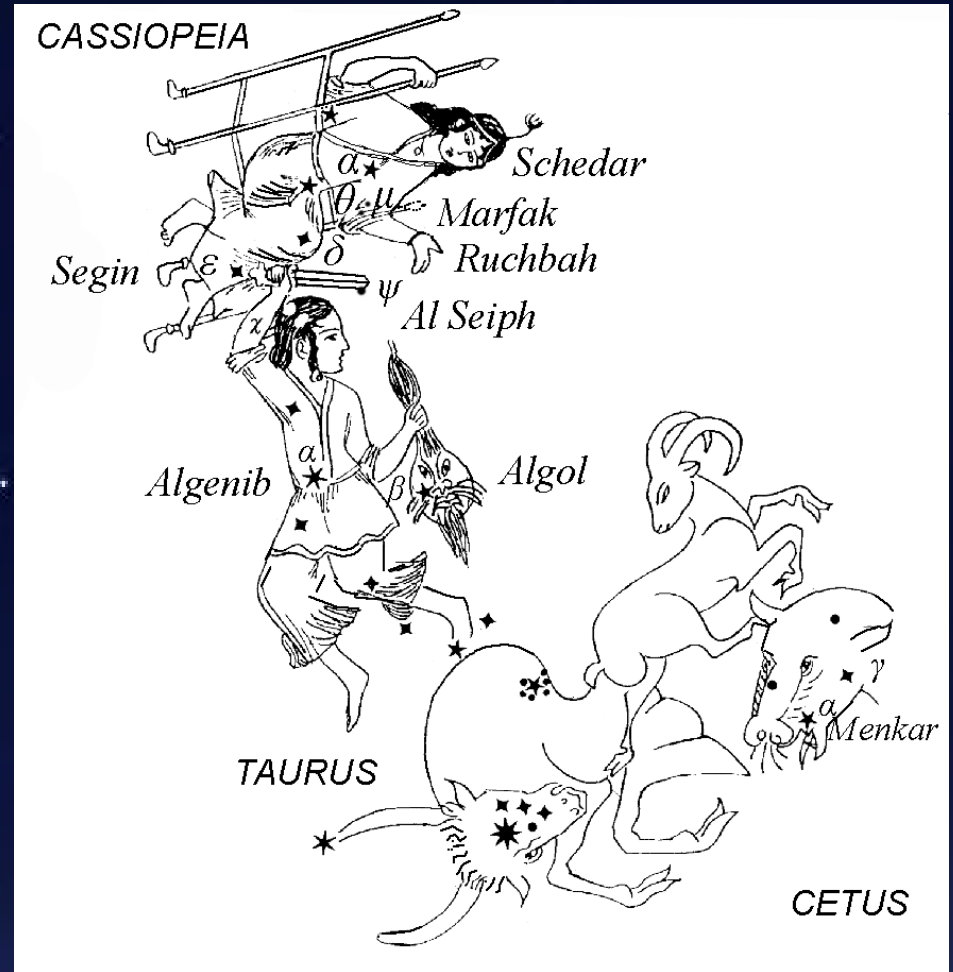 CASSIOPEIA
α Schedar
θ μ Marfak
δ Ruchbah
Segin ε
ψ
Al Seiph
χ
α
Algenib
β Algol
γ
α
Menkar
TAURUS
CETUS